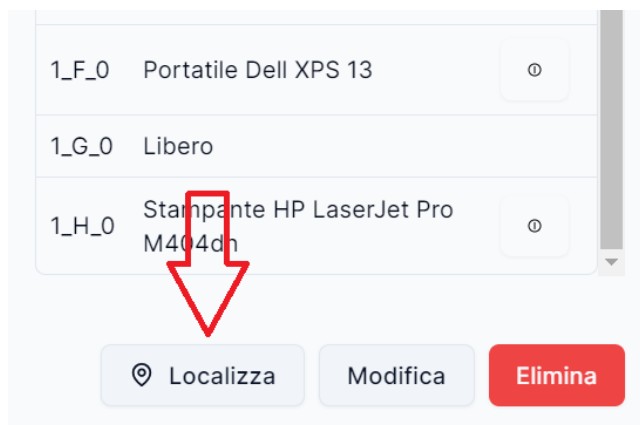 1_F_0 Portatile Dell XPS 13
1_G_0 Libero
1_H_0 Stampante HP LaserJet Pro
M404dn
Localizza Modifica Elimina